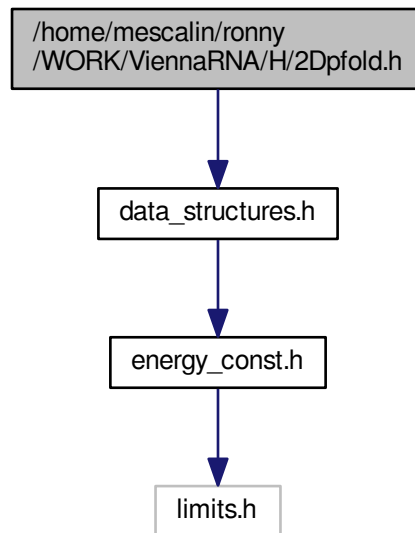 /home/mescalin/ronny
/WORK/ViennaRNA/H/2Dpfold.h
data_structures.h
energy_const.h
limits.h